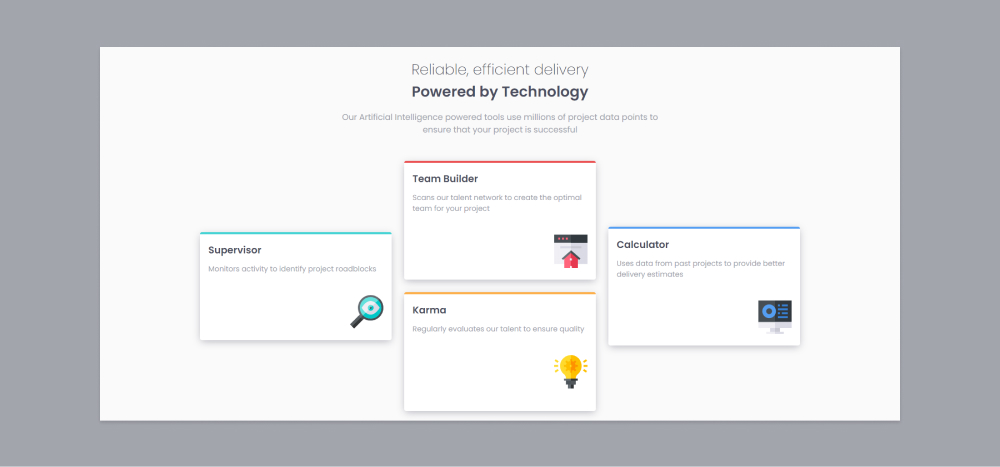 Reliable, efficient delivery
Powered by Technology
Our Artificial Intelligence powered tools use millions of project data points to
ensure that your project is successful
Supervisor
Monitors activity to identify project roadblocks
Team Builder
Scans our talent network to create the optimal
team for your project
Karma
Regularly evaluates our talent to ensure quality
Calculator
Uses data from past projects to provide better
delivery estimates